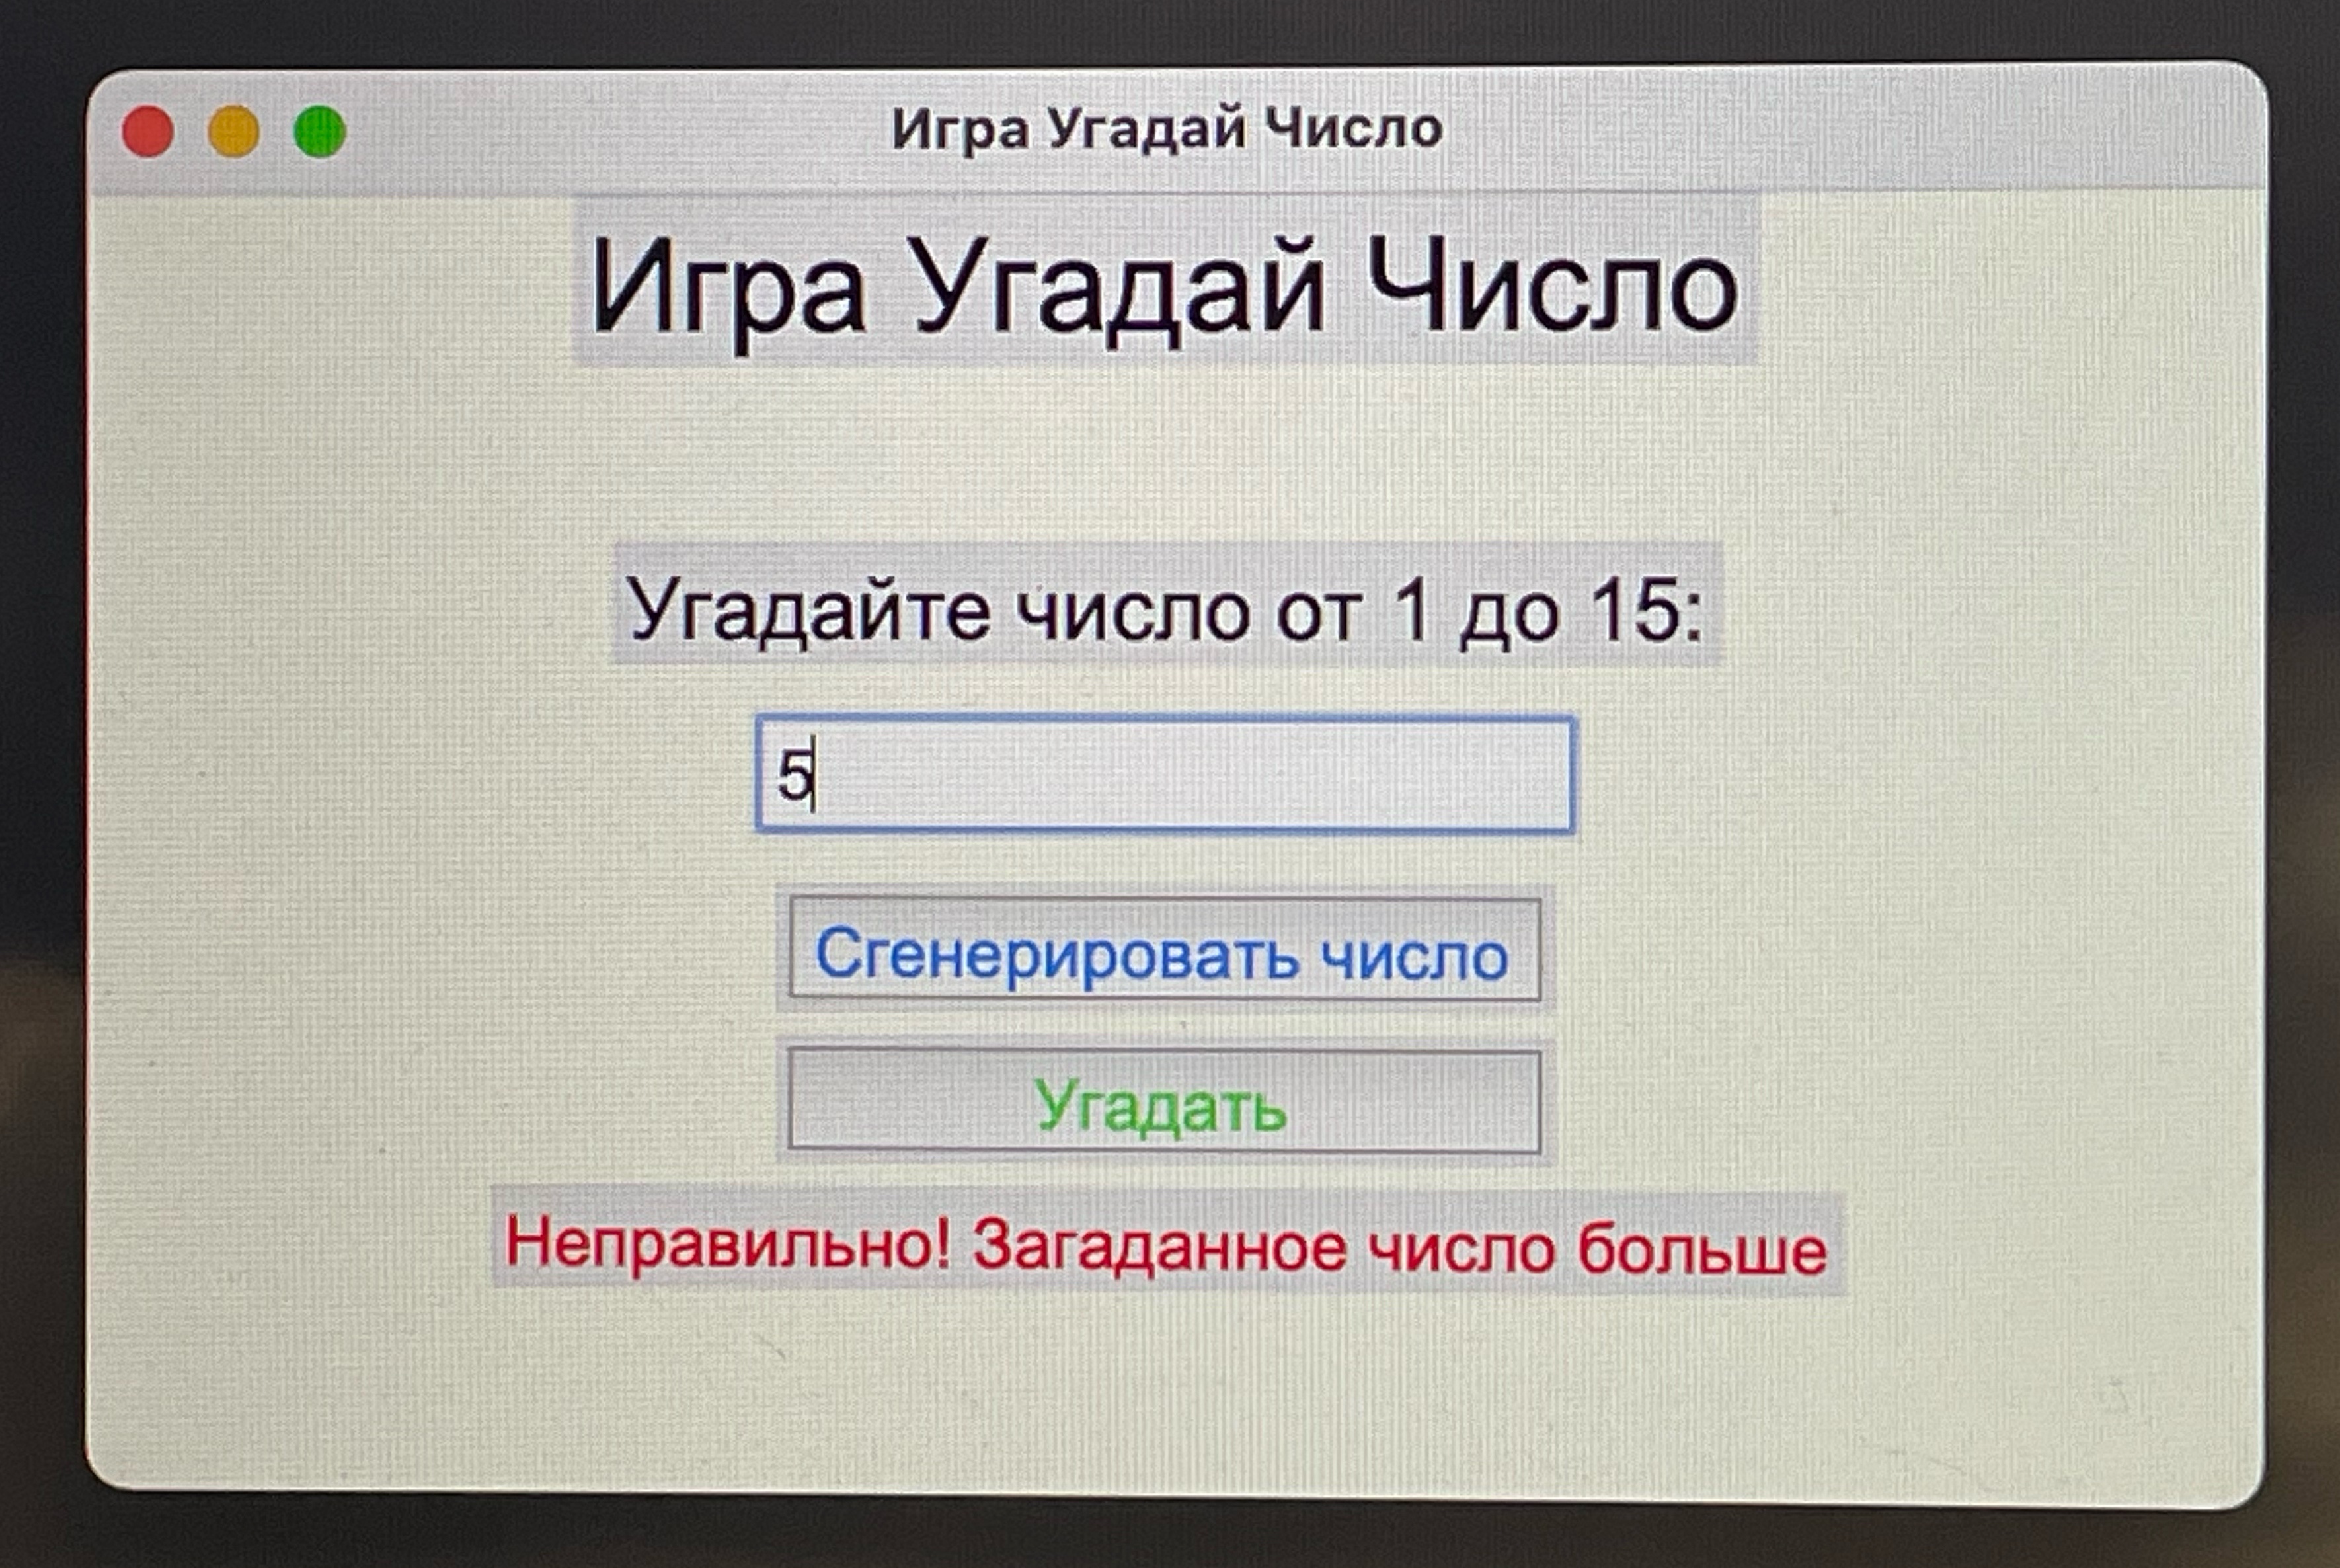 Игра Угадай Число
Игра Угадай Число
Угадайте число от 1 до 15:
5
Сгенерировать число
Угадать
Неправильно! Загаданное число больше